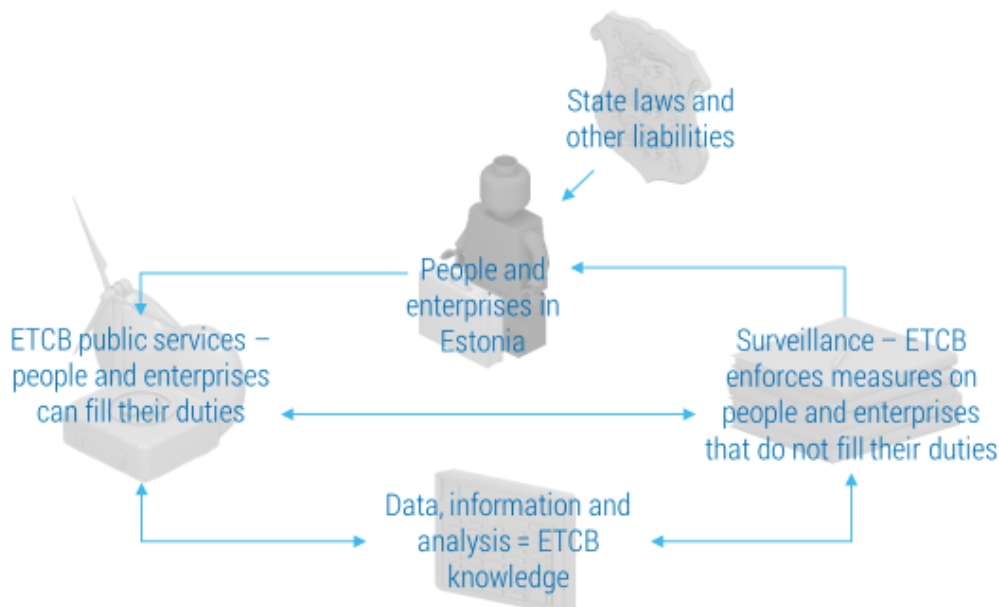 State laws and
other liabilities
People and
enterprises in
Estonia
ETCB public services –
people and enterprises
can fill their duties
Surveillance – ETCB
enforces measures on
people and enterprises
that do not fill their duties
Data, information and
analysis = ETCB
knowledge